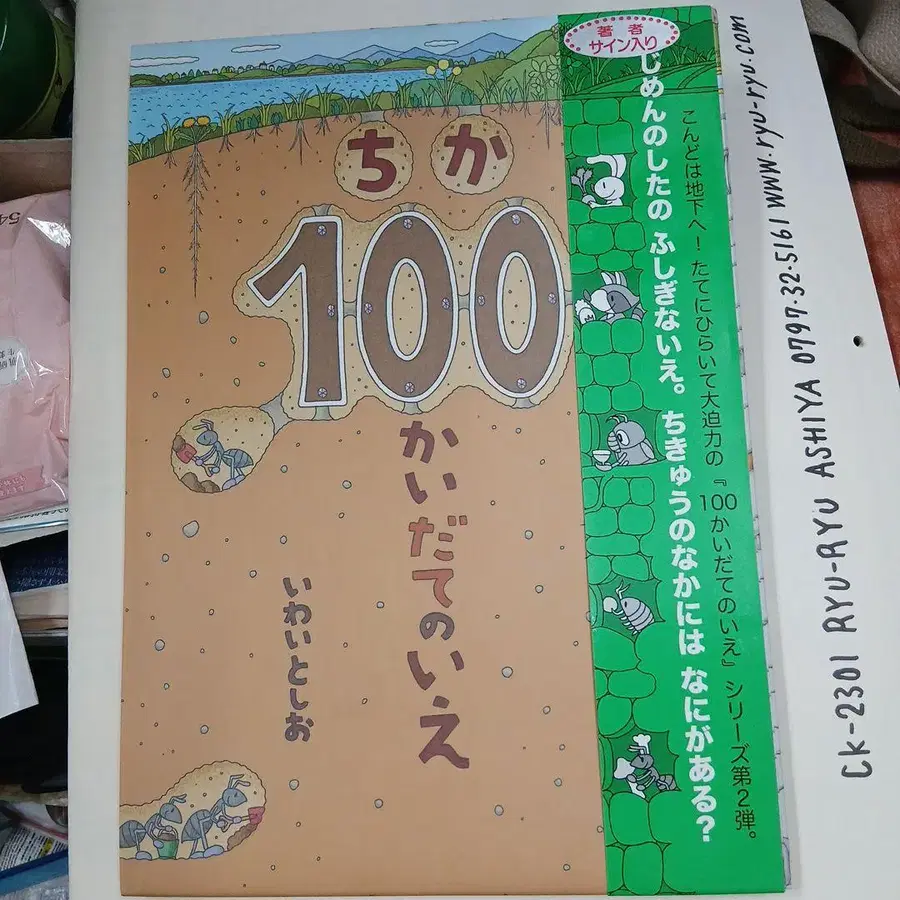 ちか
100
かいだてのいえ
いわいとしお
著者
サイン入り
こんどは地下へ！たてにひらいて大迫力の『100かいだてのいえ』シリーズ第2弾。
じめんのしたの ふしぎないえ。 ちきゅうのなかには なにがある？
CK-2301 RYU-RYU ASHIYA 0797-32-5161 www.ryu-ryu.com
54